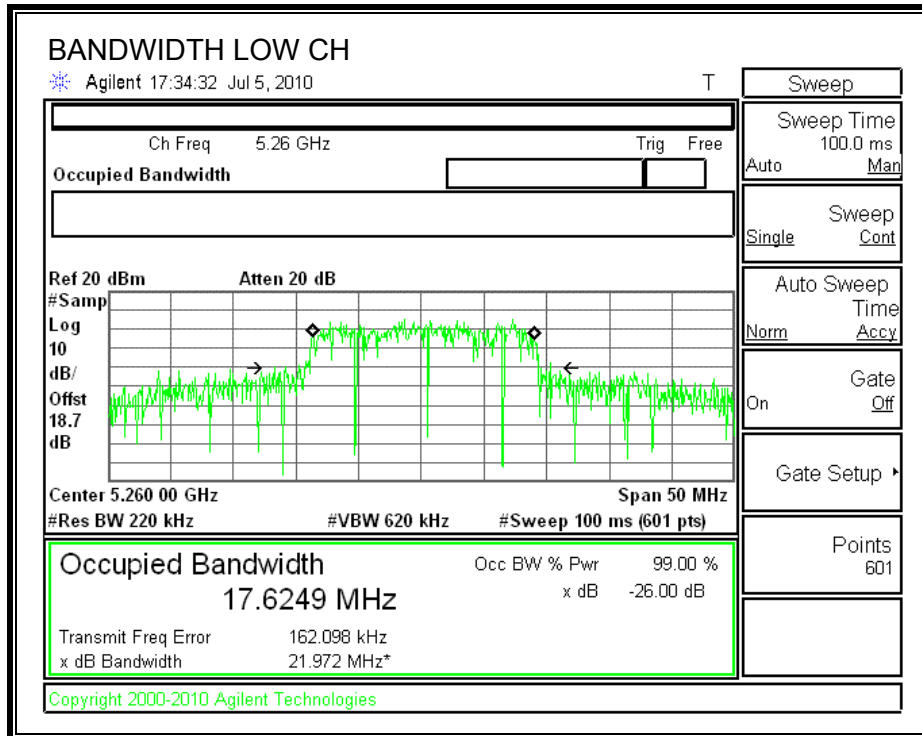 BANDWIDTH LOW CH
Agilent 17:34:32 Jul 5, 2010 T
Ch Freq 5.26 GHz Trig Free
Occupied Bandwidth
Ref 20 dBm Atten 20 dB
#Samp
Log
10
dB/
Offst
18.7
dB
Center 5.260 00 GHz Span 50 MHz
#Res BW 220 kHz #VBW 620 kHz #Sweep 100 ms (601 pts)
Occupied Bandwidth Occ BW % Pwr 99.00 %
17.6249 MHz x dB -26.00 dB
Transmit Freq Error 162.098 kHz
x dB Bandwidth 21.972 MHz*
Copyright 2000-2010 Agilent Technologies
Sweep
Sweep Time
100.0 ms
Auto Man
Sweep
Single Cont
Auto Sweep
Time
Norm Accy
Gate
On Off
Gate Setup
Points
601